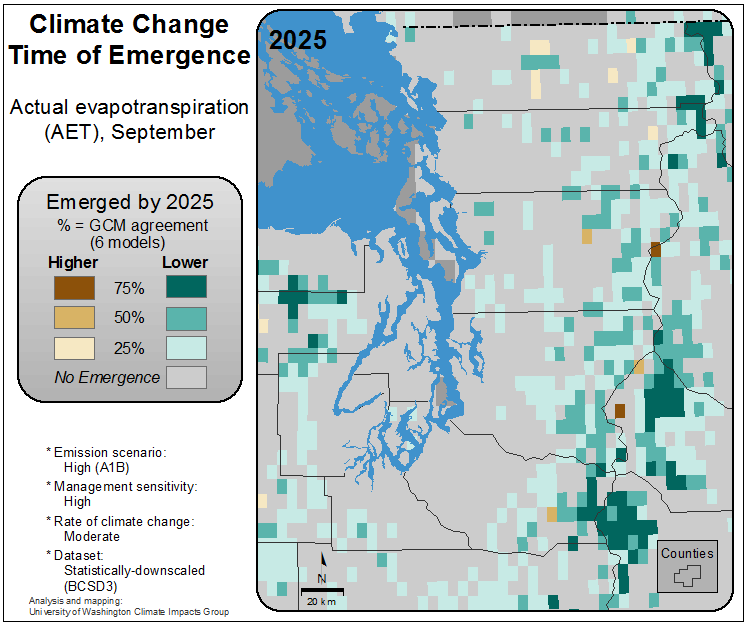 Climate Change
Time of Emergence
Actual evapotranspiration
(AET), September
Emerged by 2025
% = GCM agreement
(6 models)
Higher Lower
75%
50%
25%
No Emergence
* Emission scenario:
High (A1B)
* Management sensitivity:
High
* Rate of climate change:
Moderate
* Dataset:
Statistically-downscaled
(BCSD3)
Analysis and mapping:
University of Washington Climate Impacts Group
2025
N
20 km
Counties